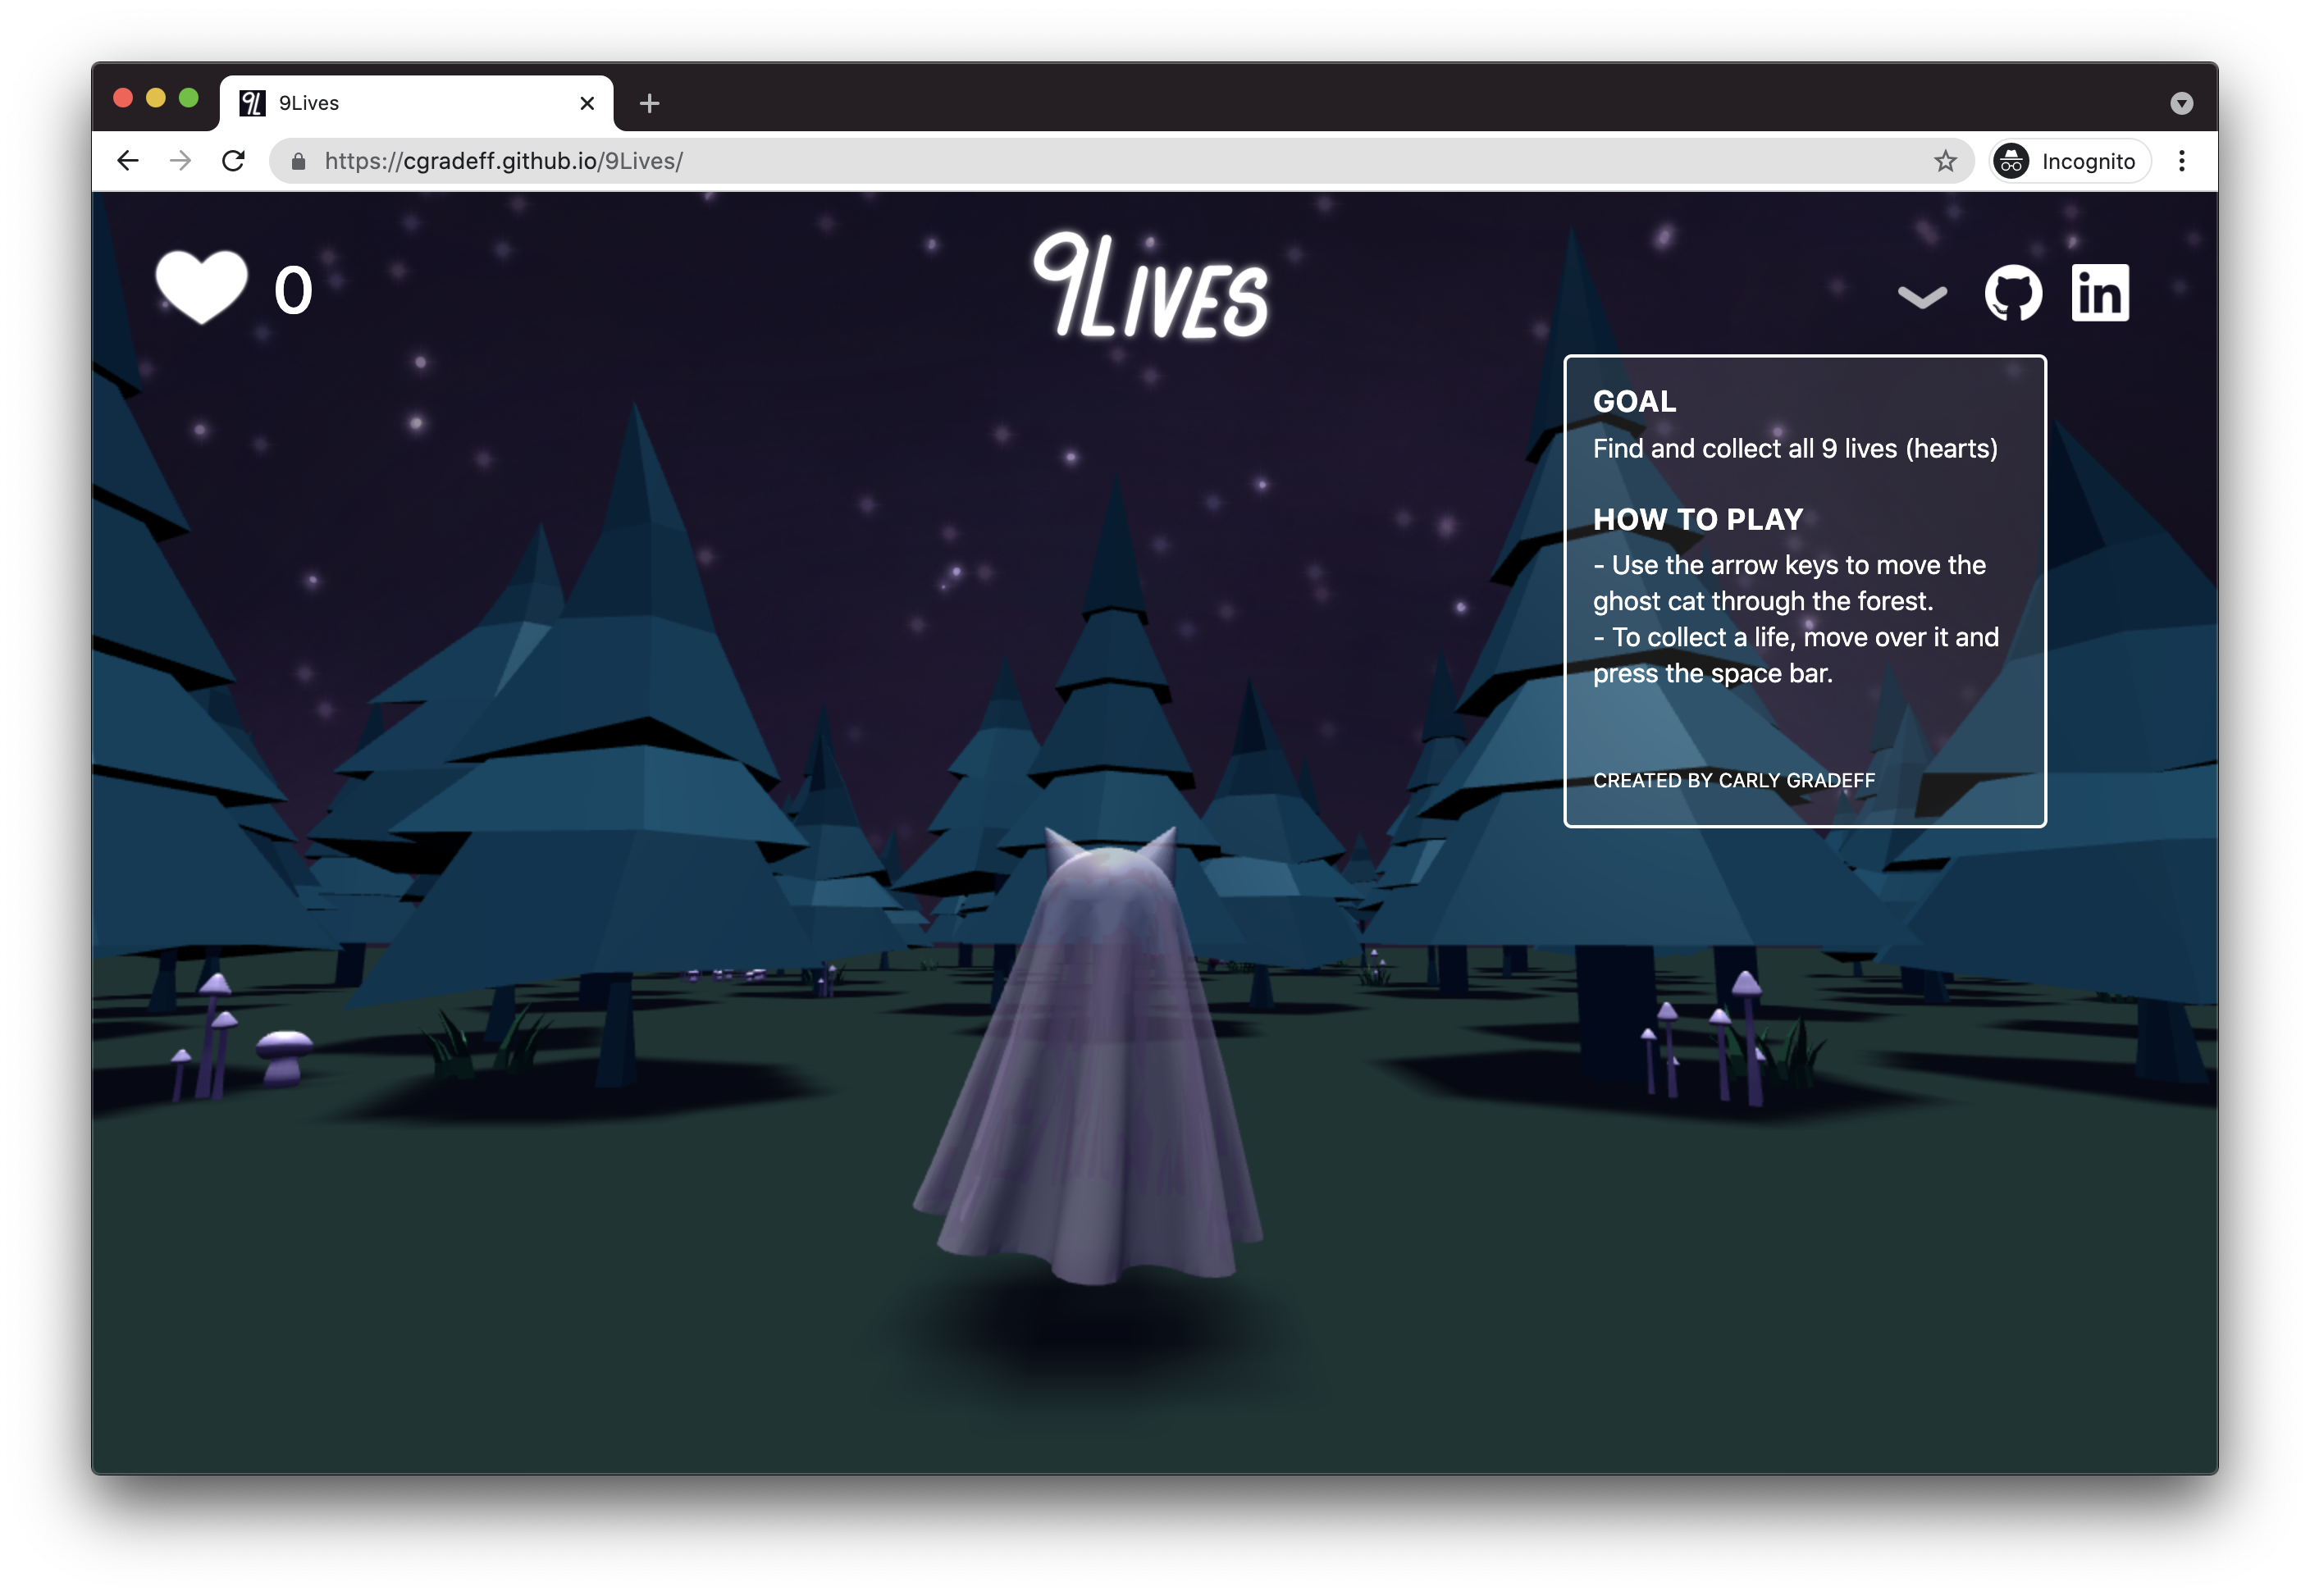 9Lives
https://cgradeff.github.io/9Lives/
Incognito
0
9LIVES
in
GOAL
Find and collect all 9 lives (hearts)
HOW TO PLAY
- Use the arrow keys to move the
ghost cat through the forest.
- To collect a life, move over it and
press the space bar.
CREATED BY CARLY GRADEFF